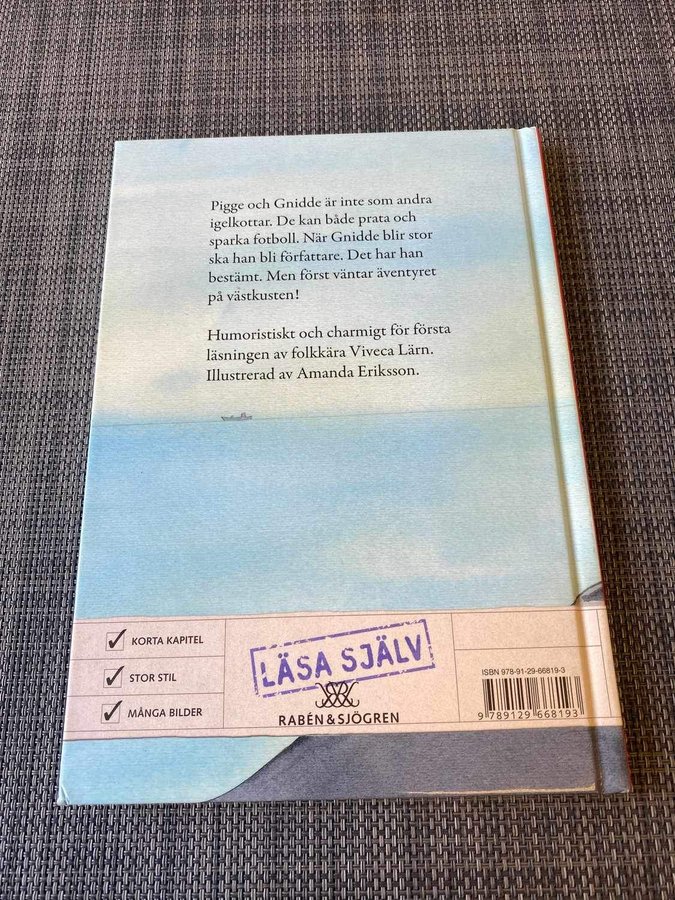 Pigge och Gnidde är inte som andra
igelkottar. De kan både prata och
sparka fotboll. När Gnidde blir stor
ska han bli författare. Det har han
bestämt. Men först väntar äventyret
på västkusten!
Humoristiskt och charmigt för första
läsningen av folkkära Viveca Lärn.
Illustrerad av Amanda Eriksson.
KORTA KAPITEL
STOR STIL
MÅNGA BILDER
LÄSA SJÄLV
RABÉN & SJÖGREN
ISBN 978-91-29-66819-3
9 789129 668193